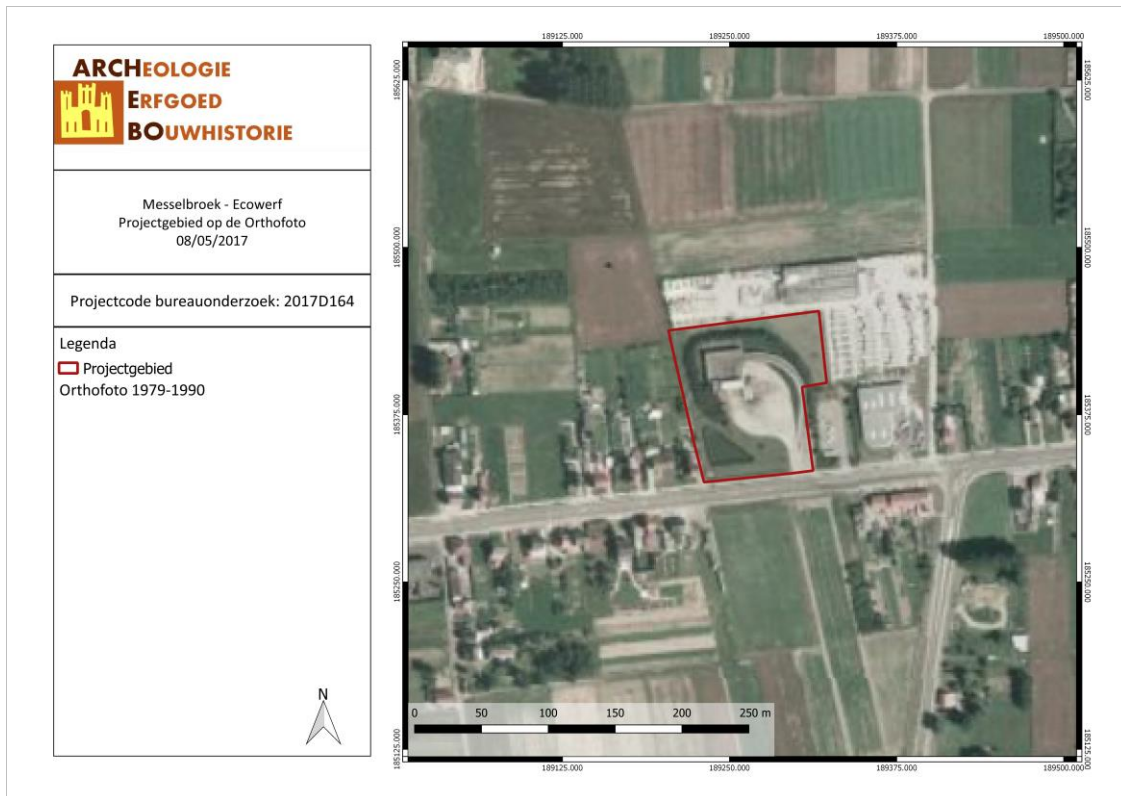 ARCHEOLOGIE
ERFGOED
BOUWHISTORIE
Messelbroek - Ecowerf
Projectgebied op de Orthofoto
08/05/2017
Projectcode bureauonderzoek: 2017D164
Legenda
Projectgebied
Orthofoto 1979-1990
N
189125.000 189250.000 189375.000 189500.000
185625.000 185625.000
185500.000 185500.000
185375.000 185375.000
185250.000 185250.000
185125.000 185125.000
0 50 100 150 200 250 m
189125.000 189250.000 189375.000 189500.000